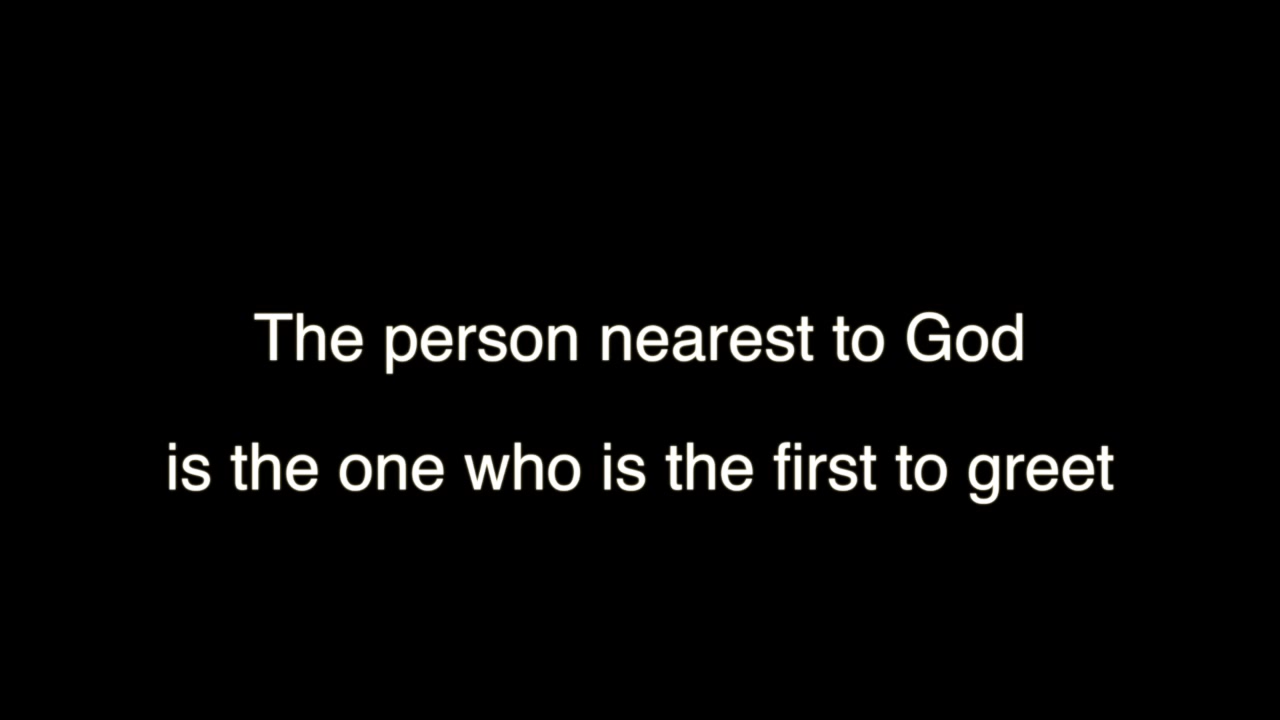 The person nearest to God
is the one who is the first to greet